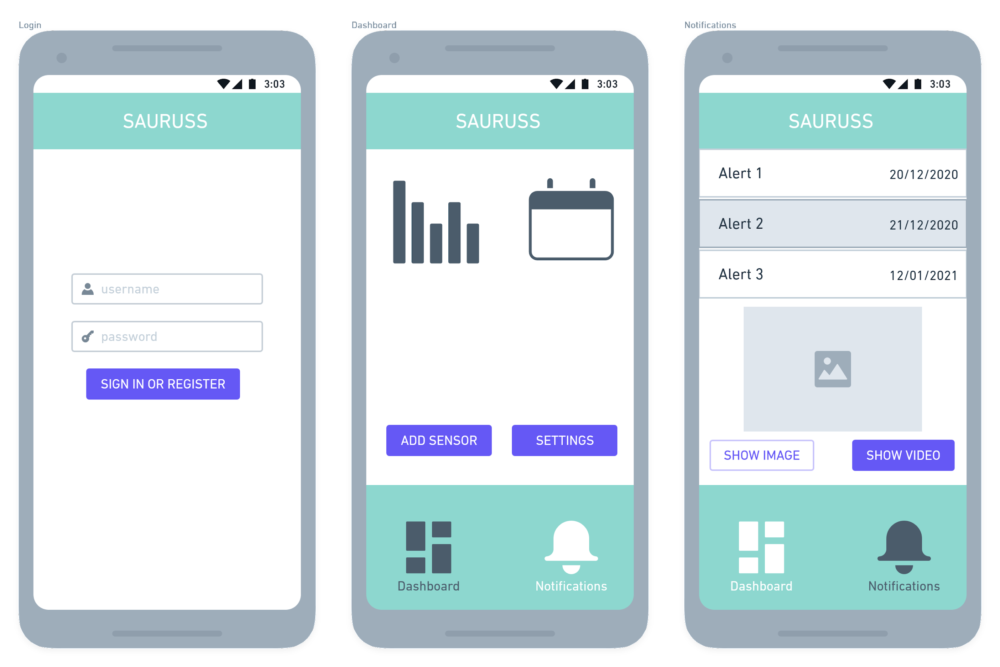 Login
3:03
SAURUSS
username
password
SIGN IN OR REGISTER
Dashboard
3:03
SAURUSS
ADD SENSOR
SETTINGS
Dashboard
Notifications
Notifications
3:03
SAURUSS
Alert 1
20/12/2020
Alert 2
21/12/2020
Alert 3
12/01/2021
SHOW IMAGE
SHOW VIDEO
Dashboard
Notifications